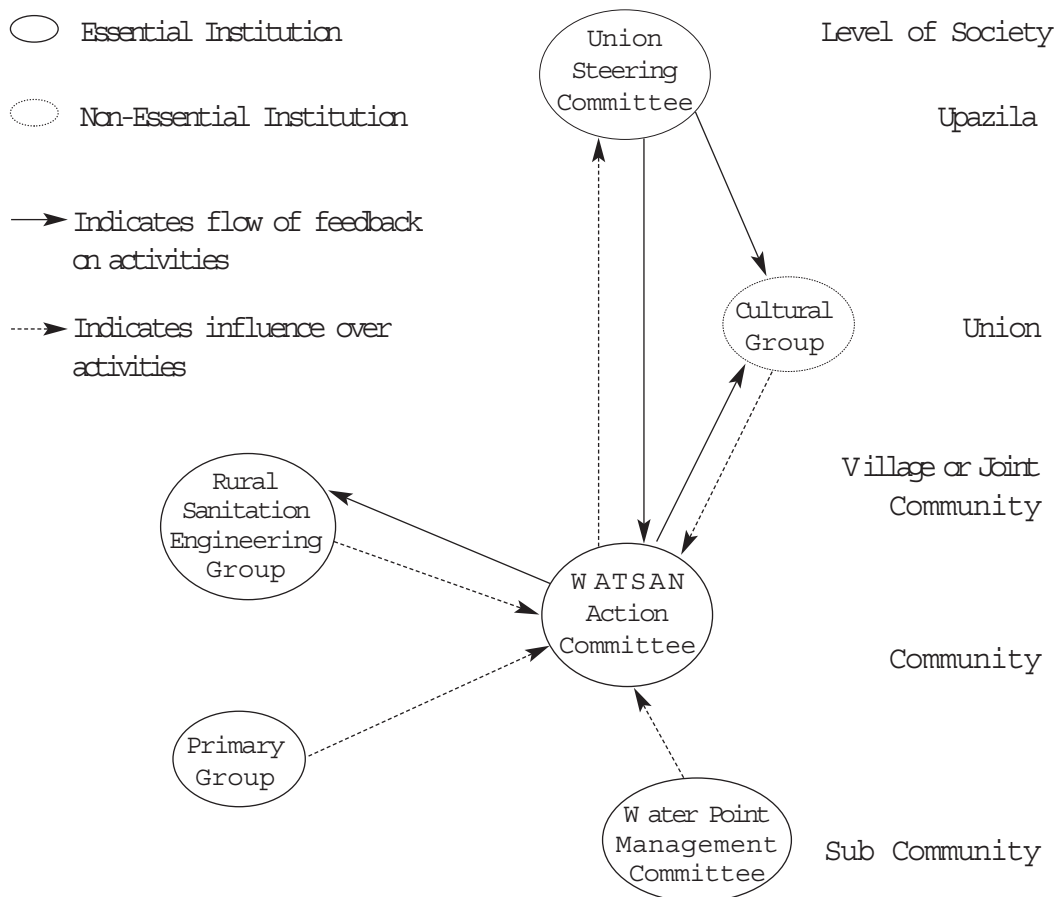 Essential Institution
Non-Essential Institution
Indicates flow of feedback
on activities
Indicates influence over
activities
Union
Steering
Committee
Level of Society
Upazila
Cultural
Group
Union
Village or Joint
Community
Rural
Sanitation
Engineering
Group
WATSAN
Action
Committee
Community
Primary
Group
Water Point
Management
Committee
Sub Community